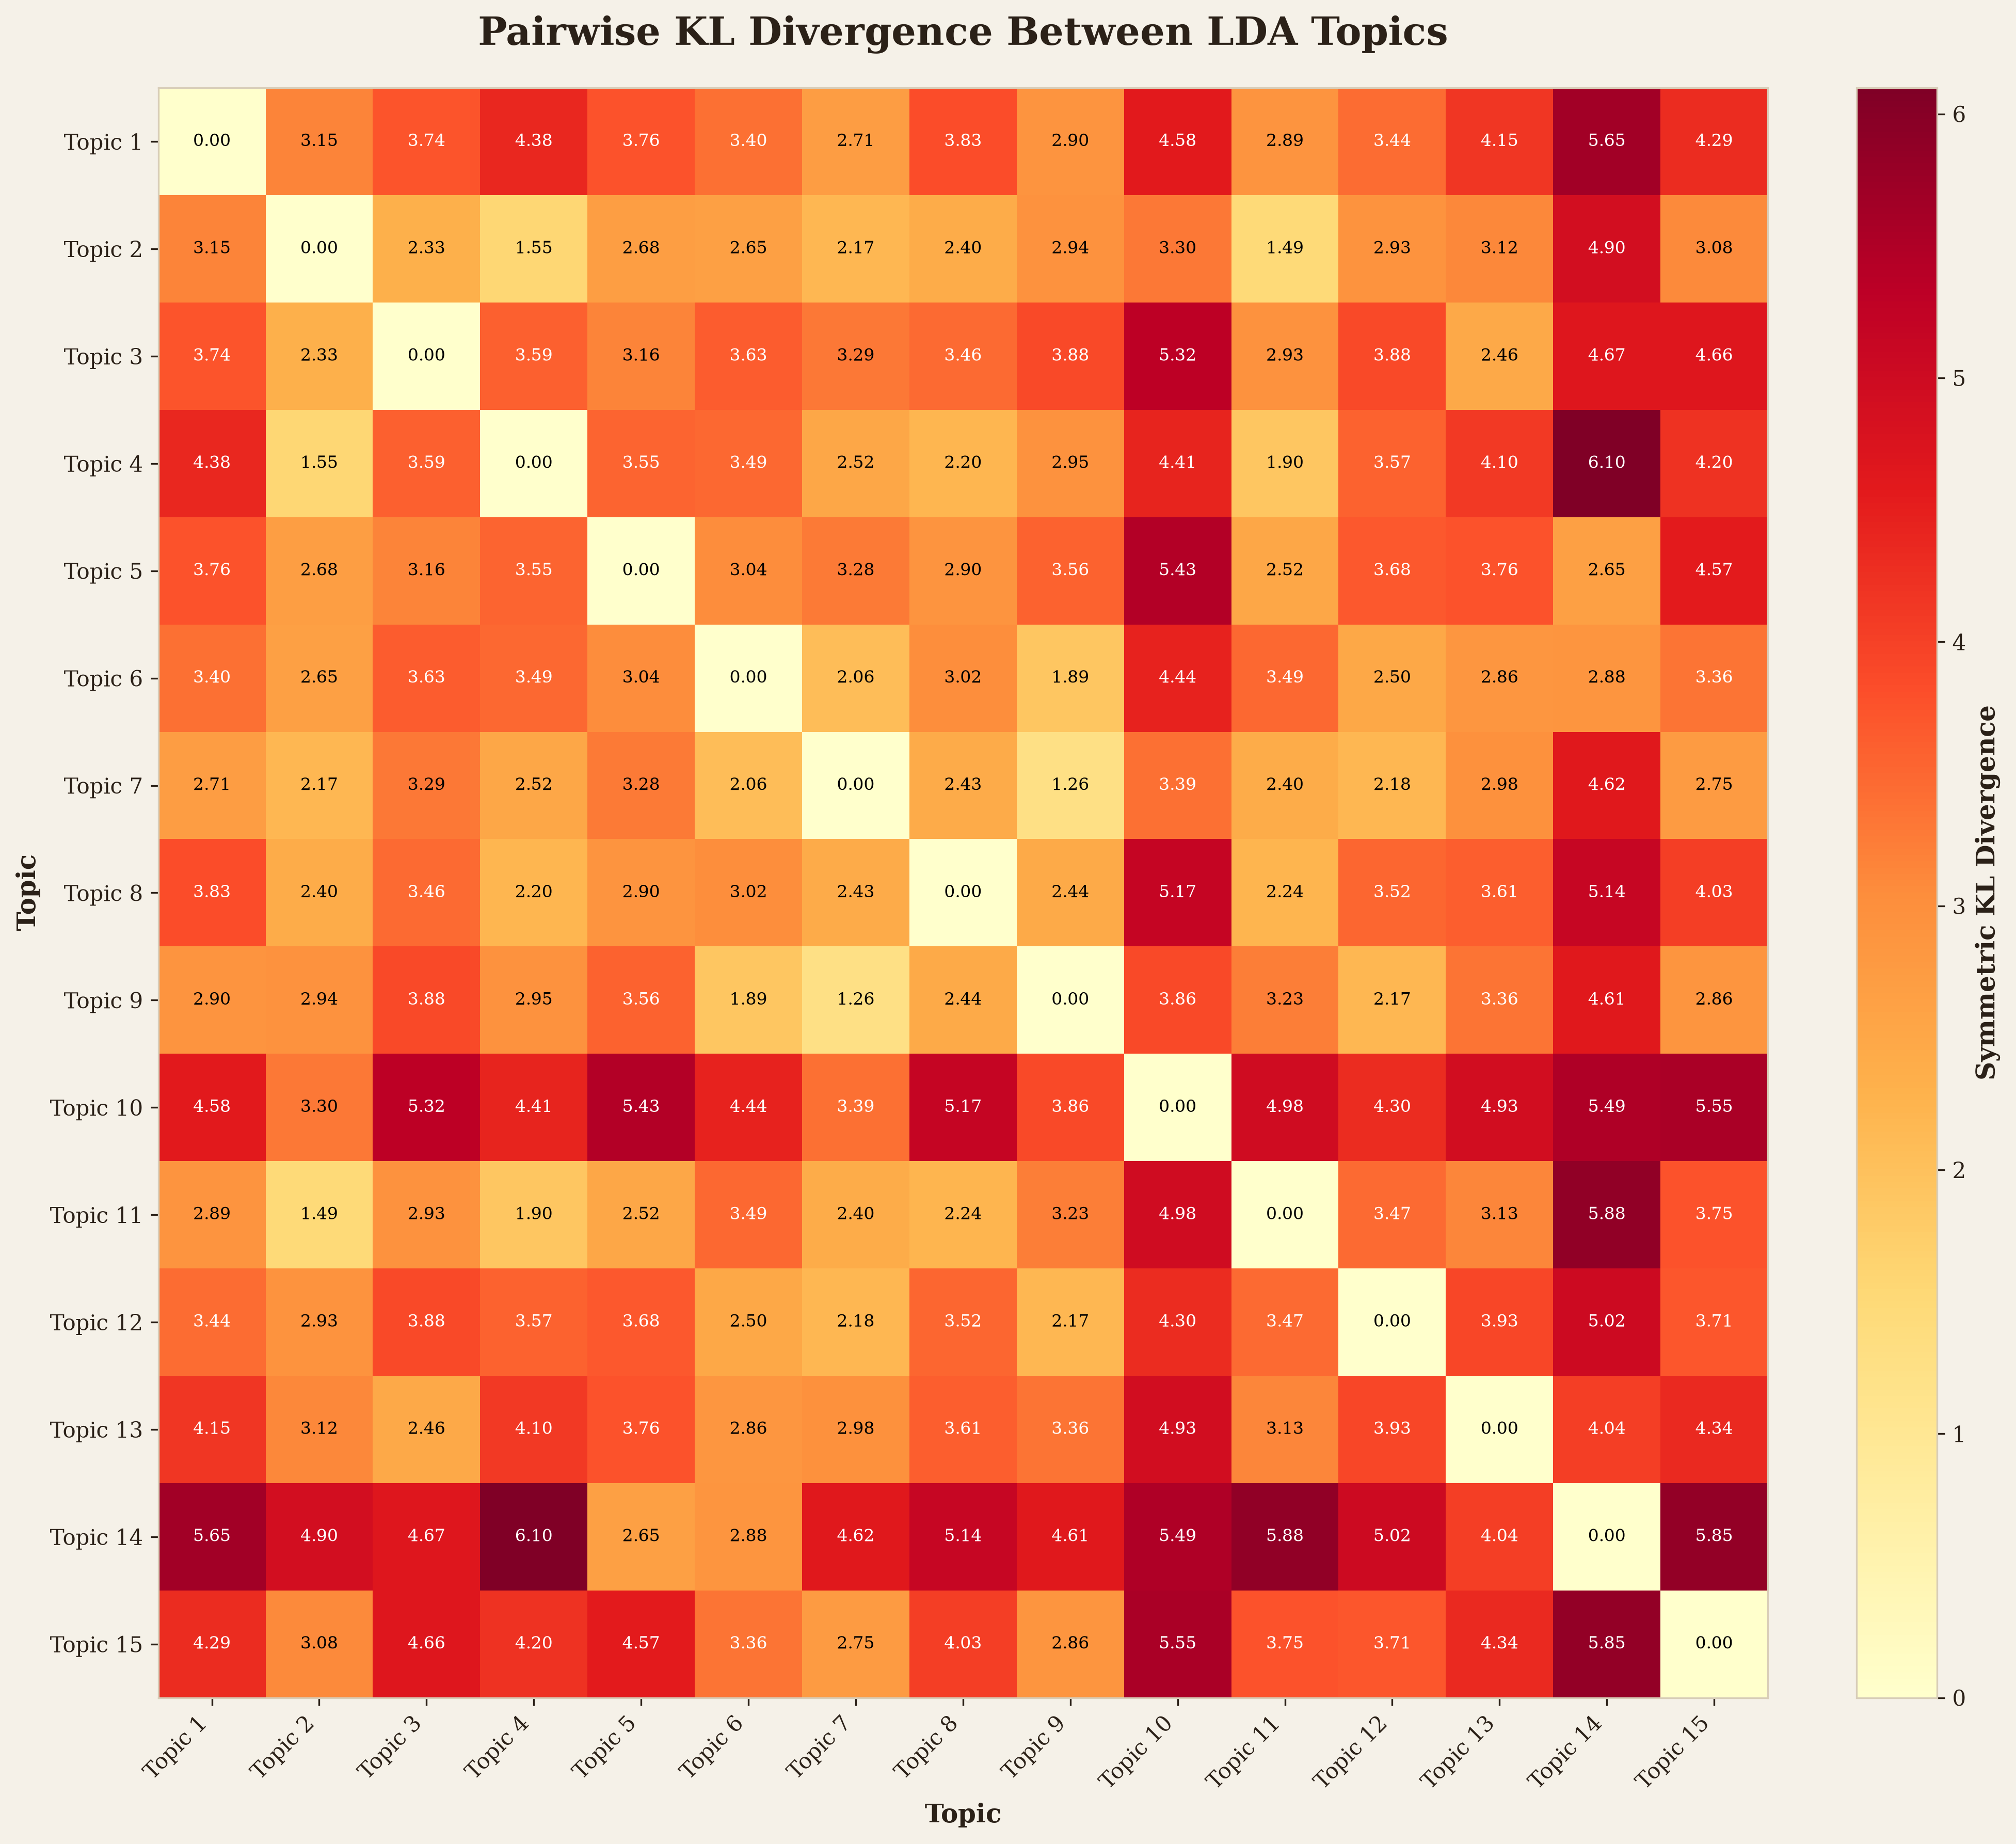 Pairwise KL Divergence Between LDA Topics
Topic 1 0.00 3.15 3.74 4.38 3.76 3.40 2.71 3.83 2.90 4.58 2.89 3.44 4.15 5.65 4.29
Topic 2 3.15 0.00 2.33 1.55 2.68 2.65 2.17 2.40 2.94 3.30 1.49 2.93 3.12 4.90 3.08
Topic 3 3.74 2.33 0.00 3.59 3.16 3.63 3.29 3.46 3.88 5.32 2.93 3.88 2.46 4.67 4.66
Topic 4 4.38 1.55 3.59 0.00 3.55 3.49 2.52 2.20 2.95 4.41 1.90 3.57 4.10 6.10 4.20
Topic 5 3.76 2.68 3.16 3.55 0.00 3.04 3.28 2.90 3.56 5.43 2.52 3.68 3.76 2.65 4.57
Topic 6 3.40 2.65 3.63 3.49 3.04 0.00 2.06 3.02 1.89 4.44 3.49 2.50 2.86 2.88 3.36
Topic 7 2.71 2.17 3.29 2.52 3.28 2.06 0.00 2.43 1.26 3.39 2.40 2.18 2.98 4.62 2.75
Topic 8 3.83 2.40 3.46 2.20 2.90 3.02 2.43 0.00 2.44 5.17 2.24 3.52 3.61 5.14 4.03
Topic 9 2.90 2.94 3.88 2.95 3.56 1.89 1.26 2.44 0.00 3.86 3.23 2.17 3.36 4.61 2.86
Topic 10 4.58 3.30 5.32 4.41 5.43 4.44 3.39 5.17 3.86 0.00 4.98 4.30 4.93 5.49 5.55
Topic 11 2.89 1.49 2.93 1.90 2.52 3.49 2.40 2.24 3.23 4.98 0.00 3.47 3.13 5.88 3.75
Topic 12 3.44 2.93 3.88 3.57 3.68 2.50 2.18 3.52 2.17 4.30 3.47 0.00 3.93 5.02 3.71
Topic 13 4.15 3.12 2.46 4.10 3.76 2.86 2.98 3.61 3.36 4.93 3.13 3.93 0.00 4.04 4.34
Topic 14 5.65 4.90 4.67 6.10 2.65 2.88 4.62 5.14 4.61 5.49 5.88 5.02 4.04 0.00 5.85
Topic 15 4.29 3.08 4.66 4.20 4.57 3.36 2.75 4.03 2.86 5.55 3.75 3.71 4.34 5.85 0.00
Topic 1 Topic 2 Topic 3 Topic 4 Topic 5 Topic 6 Topic 7 Topic 8 Topic 9 Topic 10 Topic 11 Topic 12 Topic 13 Topic 14 Topic 15
Topic
Topic
6
5
4
3
2
1
0
Symmetric KL Divergence